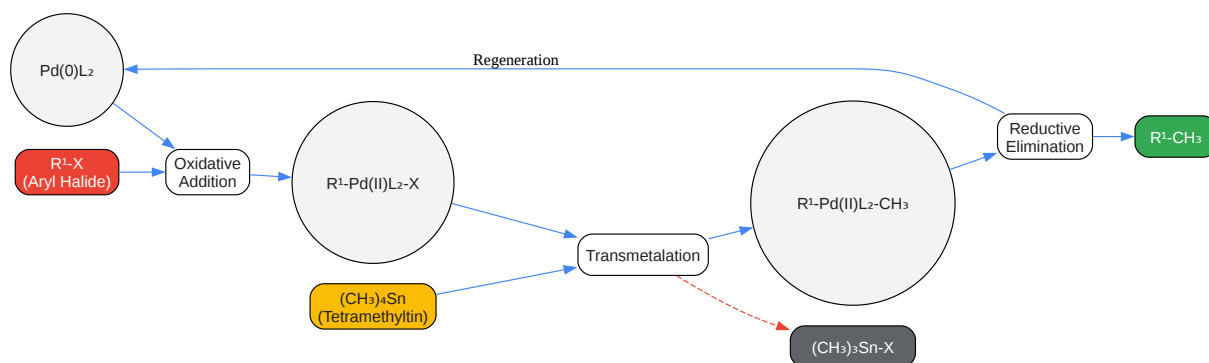 Pd(0)L₂
Regeneration
R¹-X
(Aryl Halide)
Oxidative
Addition
R¹-Pd(II)L₂-X
(CH₃)₄Sn
(Tetramethyltin)
Transmetalation
R¹-Pd(II)L₂-CH₃
(CH₃)₃Sn-X
Reductive
Elimination
R¹-CH₃